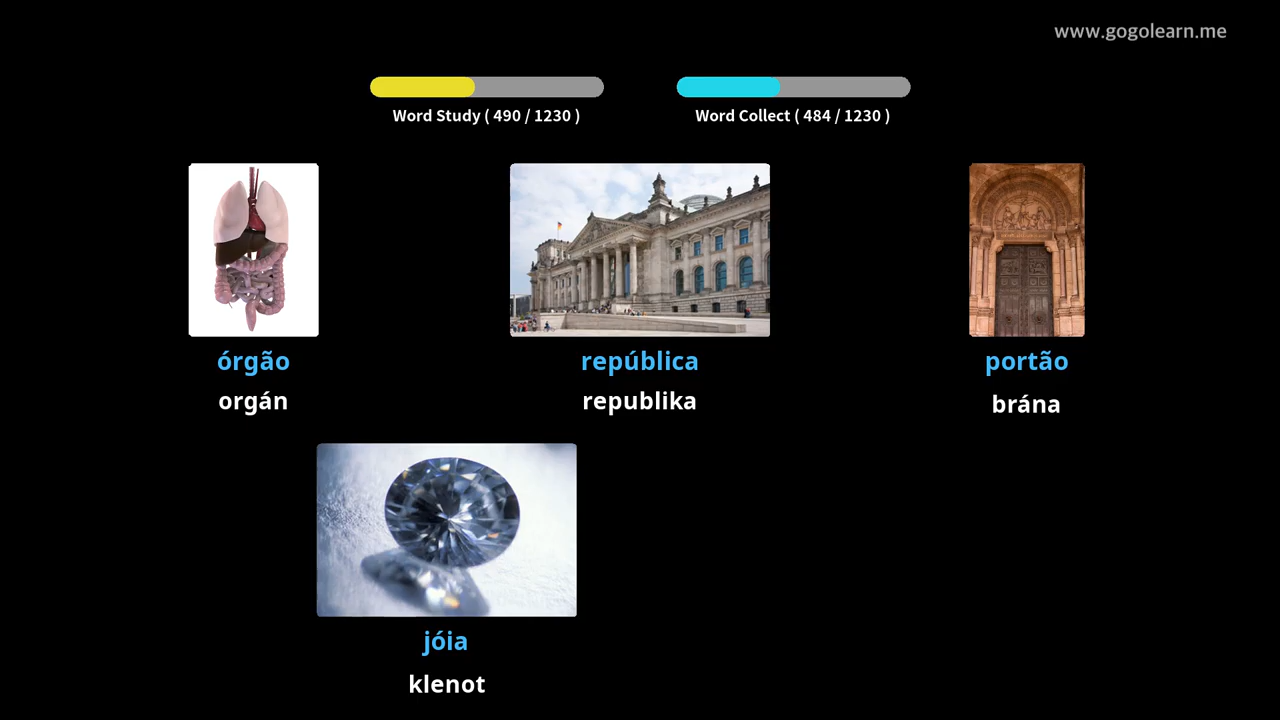 www.gogolearn.me
Word Study ( 490 / 1230 )
Word Collect ( 484 / 1230 )
órgão
orgán
república
republika
portão
brána
jóia
klenot